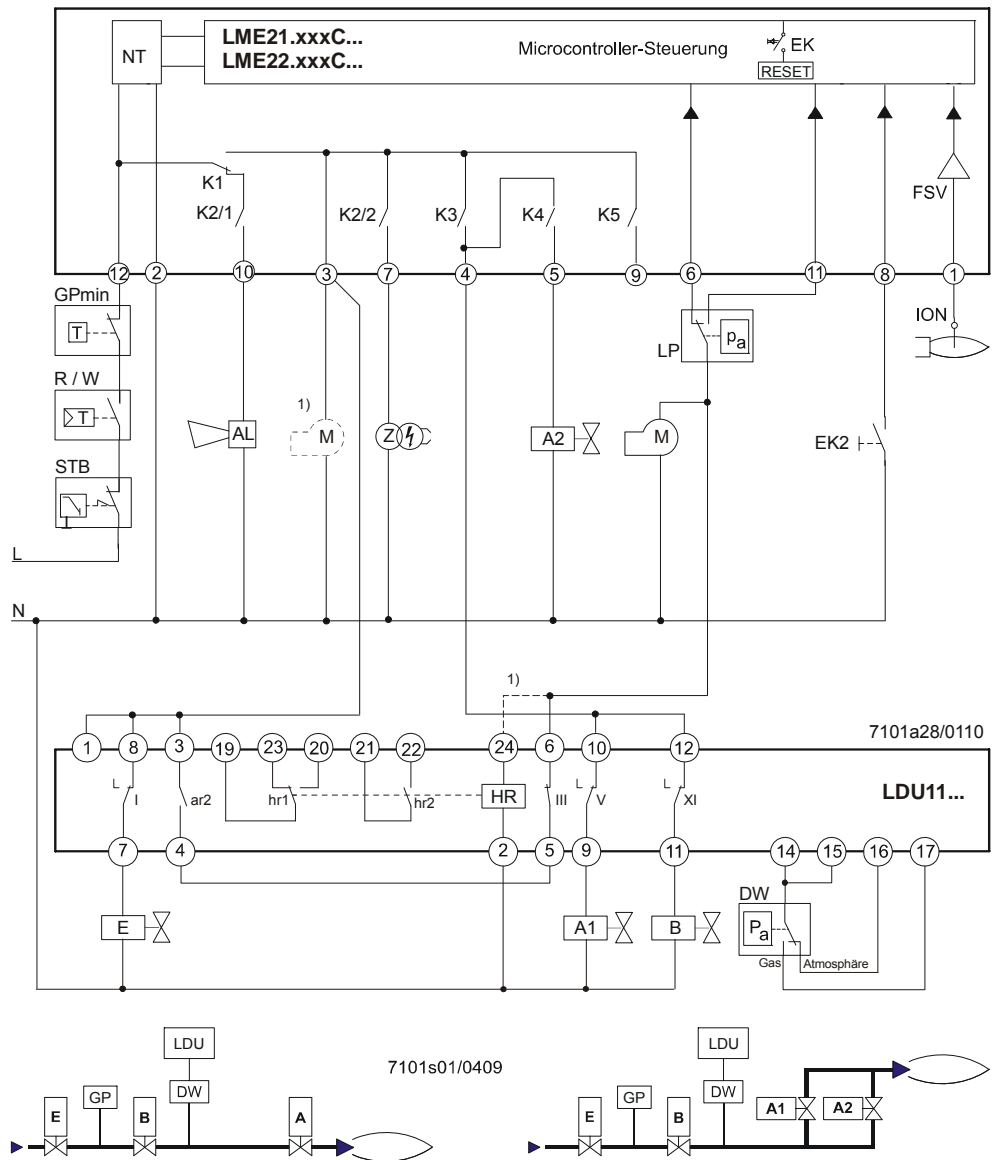 LME21.xxxC...
LME22.xxxC...
NT
Microcontroller-Steuerung
EK
RESET
FSV
K1
K2/1
K2/2
K3
K4
K5
12 2 10 3 7 4 5 9 6 11 8 1
GPmin
T
ION
LP
Pa
R / W
T
1)
AL
M
Z
A2
M
EK2
STB
L
N
1)
7101a28/0110
1 8 3 19 23 20 21 22 24 6 10 12
LDU11...
L
I
ar2
hr1
hr2
HR
III
L
V
L
XI
7 4 2 5 9 11 14 15 16 17
DW
E
A1
B
Pa
Gas
Atmosphäre
LDU
7101s01/0409
LDU
E
GP
B
DW
A
E
GP
B
DW
A1
A2